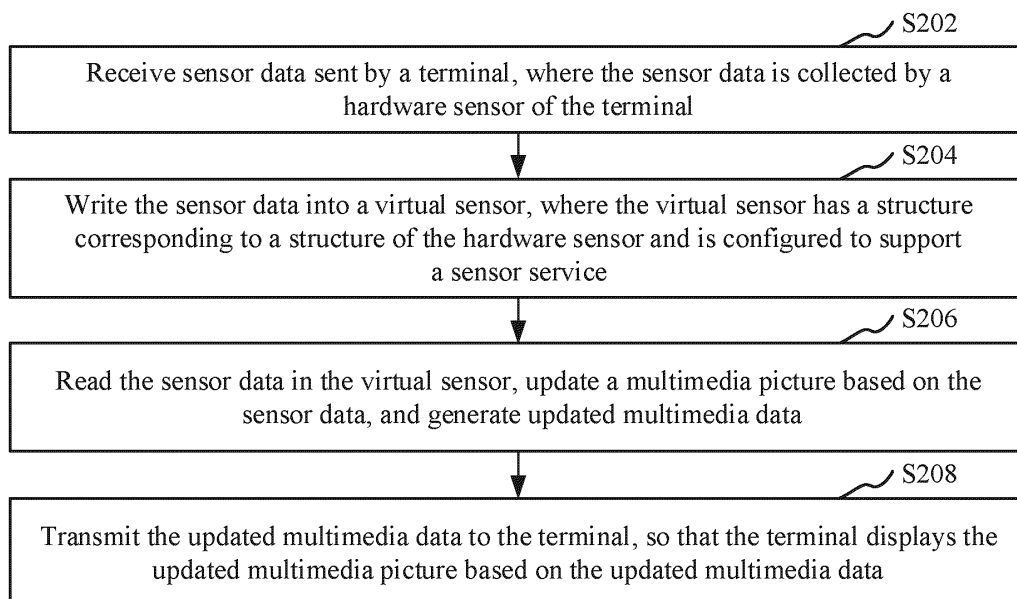 S202
Receive sensor data sent by a terminal, where the sensor data is collected by a
hardware sensor of the terminal
S204
Write the sensor data into a virtual sensor, where the virtual sensor has a structure
corresponding to a structure of the hardware sensor and is configured to support
a sensor service
S206
Read the sensor data in the virtual sensor, update a multimedia picture based on the
sensor data, and generate updated multimedia data
S208
Transmit the updated multimedia data to the terminal, so that the terminal displays the
updated multimedia picture based on the updated multimedia data